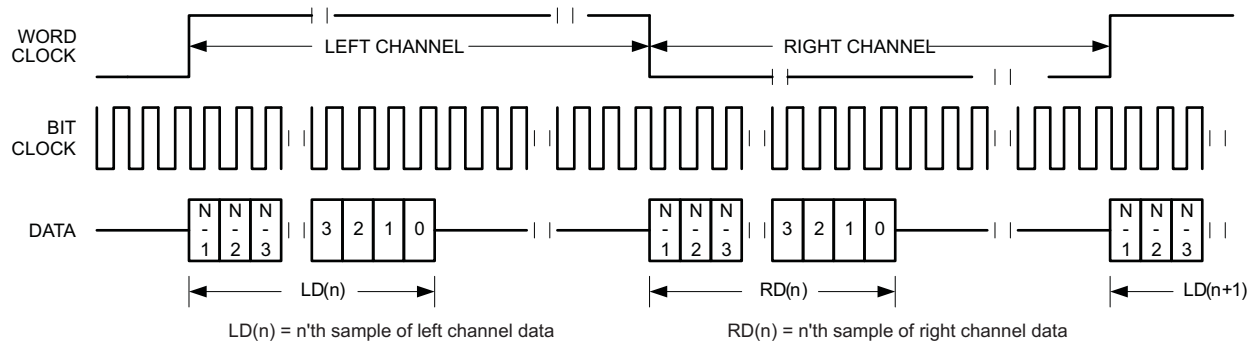 WORD
CLOCK
LEFT CHANNEL
RIGHT CHANNEL
BIT
CLOCK
DATA
N
-
1
N
-
2
N
-
3
3
2
1
0
N
-
1
N
-
2
N
-
3
3
2
1
0
N
-
1
N
-
2
N
-
3
LD(n)
RD(n)
LD(n+1)
LD(n) = n'th sample of left channel data
RD(n) = n'th sample of right channel data